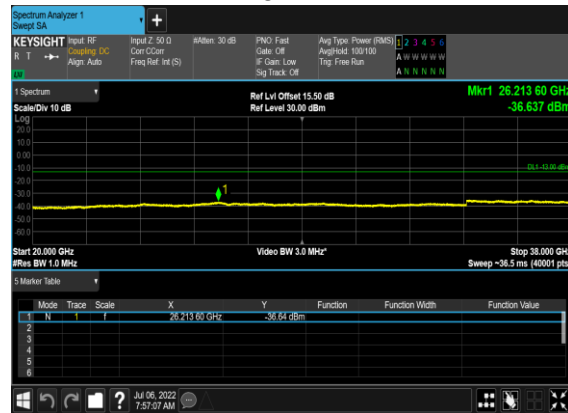 Spectrum Analyzer 1
Swept SA
KEYSIGHT Input: RF Input Z: 50 Ω #Atten: 30 dB PNO: Fast Avg Type: Power (RMS) 1 2 3 4 5 6
R T Coupling: DC Corr CCorr Gate: Off Avg|Hold: 100/100 A W W W W W
Align: Auto Freq Ref: Int (S) IF Gain: Low Trig: Free Run
LXI Sig Track: Off A N N N N N
1 Spectrum Ref Lvl Offset 15.50 dB Mkr1 26.213 60 GHz
Scale/Div 10 dB Ref Level 30.00 dBm -36.637 dBm
Log
20.0
10.0
0.00
-10.0
DL1 -13.00 dBm
-20.0
1
-30.0
-40.0
-50.0
-60.0
Start 20.000 GHz Video BW 3.0 MHz* Stop 38.000 GHz
#Res BW 1.0 MHz Sweep ~36.5 ms (40001 pts)
5 Marker Table
Mode Trace Scale X Y Function Function Width Function Value
1 N 1 f 26.213 60 GHz -36.64 dBm
2
3
4
5
6
? Jul 06, 2022
7:57:07 AM